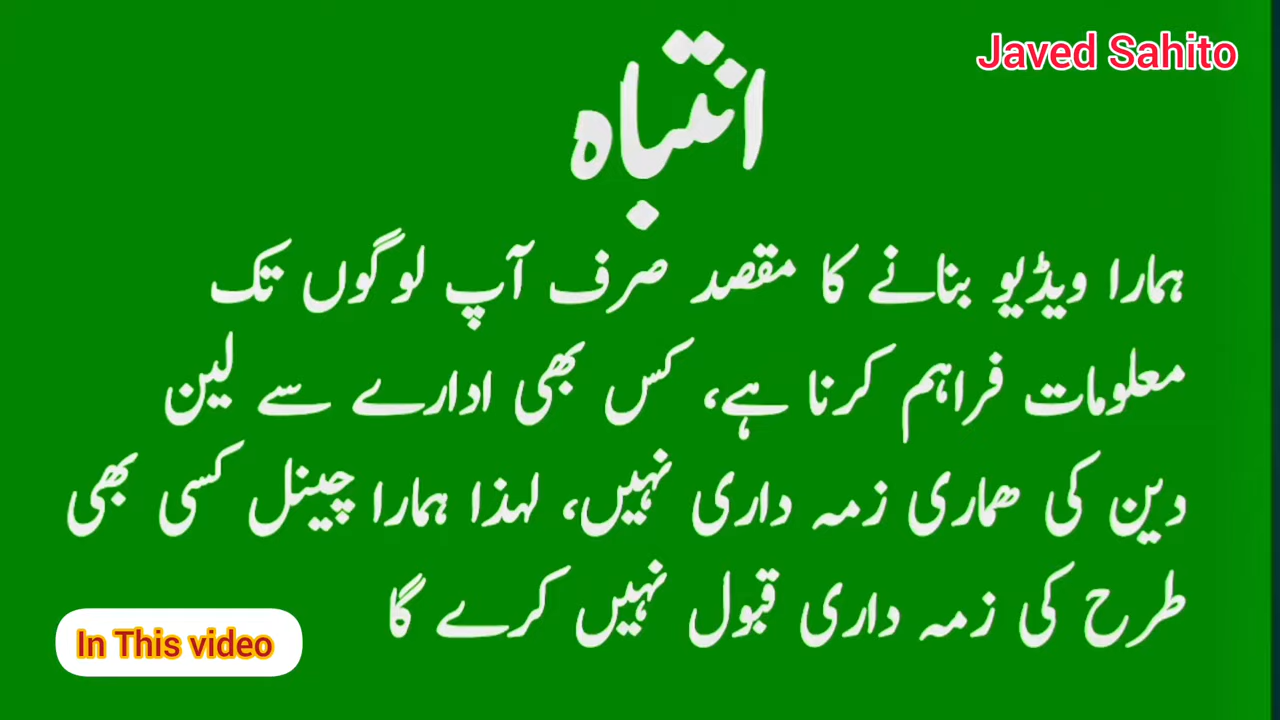 Javed Sahito
انتباہ
ہمارا ویڈیو بنانے کا مقصد صرف آپ لوگوں تک
معلومات فراہم کرنا ہے، کس بھی ادارے سے لین
دین کی ھماری زمہ داری نہیں، لہذا ہمارا چینل کسی بھی
طرح کی زمہ داری قبول نہیں کرے گا
In This video